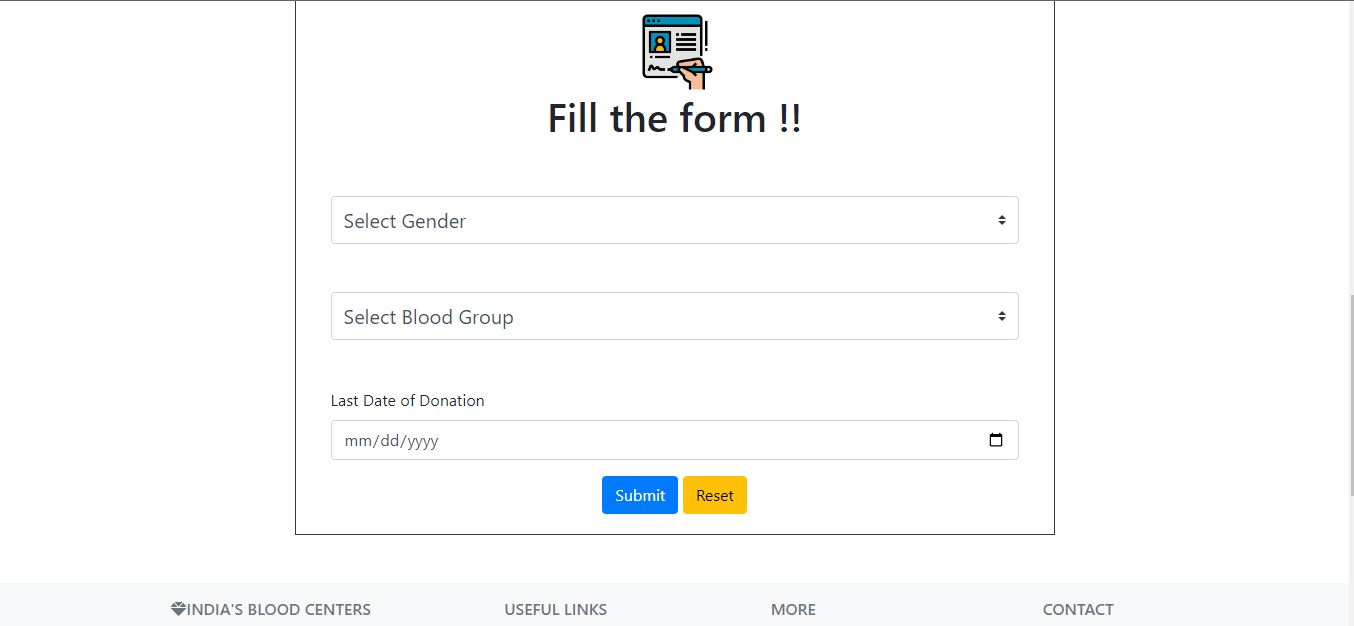 Fill the form !!
Select Gender
Select Blood Group
Last Date of Donation
mm/dd/yyyy
Submit Reset
INDIA'S BLOOD CENTERS USEFUL LINKS MORE CONTACT